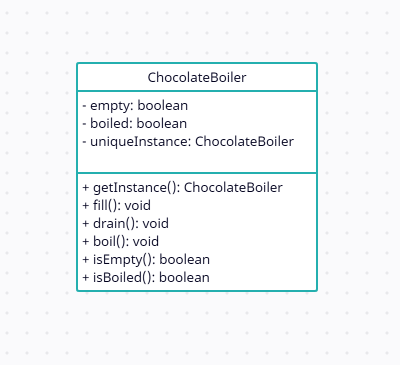 ChocolateBoiler
- empty: boolean
- boiled: boolean
- uniqueInstance: ChocolateBoiler
+ getInstance(): ChocolateBoiler
+ fill(): void
+ drain(): void
+ boil(): void
+ isEmpty(): boolean
+ isBoiled(): boolean